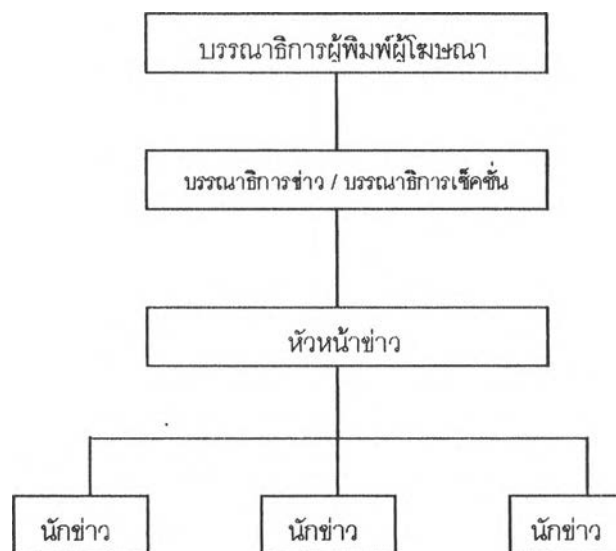 บรรณาธิการผู้พิมพ์ผู้โฆษณา
บรรณาธิการข่าว / บรรณาธิการเซ็คชั่น
หัวหน้าข่าว
นักข่าว นักข่าว นักข่าว